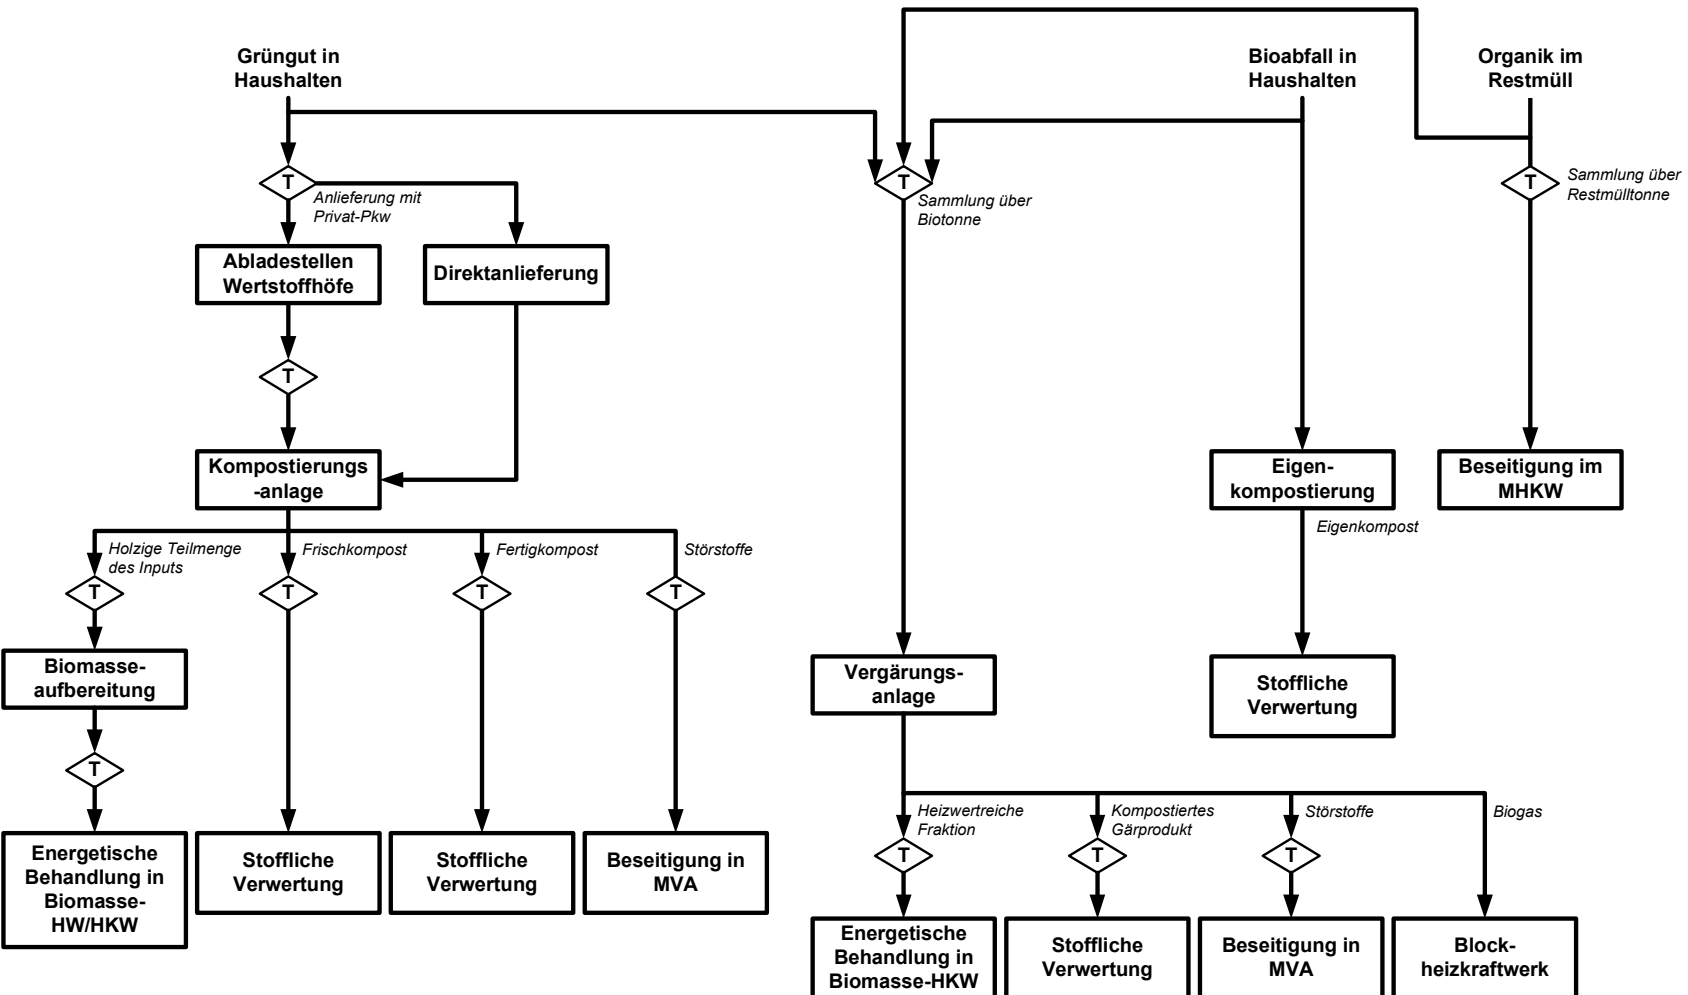 Grüngut in
Haushalten
Bioabfall in
Haushalten
Organik im
Restmüll
T
Anlieferung mit
Privat-Pkw
T
Sammlung über
Biotonne
T
Sammlung über
Restmülltonne
Abladestellen
Wertstoffhöfe
Direktanlieferung
T
Kompostierungs
-anlage
Eigen-
kompostierung
Beseitigung im
MHKW
Eigenkompost
Holzige Teilmenge
des Inputs
Frischkompost
Fertigkompost
Störstoffe
T
T
T
T
Biomasse-
aufbereitung
Vergärungs-
anlage
Stoffliche
Verwertung
T
Heizwertreiche
Fraktion
Kompostiertes
Gärprodukt
Störstoffe
Biogas
T
T
T
Energetische
Behandlung in
Biomasse-
HW/HKW
Stoffliche
Verwertung
Stoffliche
Verwertung
Beseitigung in
MVA
Energetische
Behandlung in
Biomasse-HKW
Stoffliche
Verwertung
Beseitigung in
MVA
Block-
heizkraftwerk